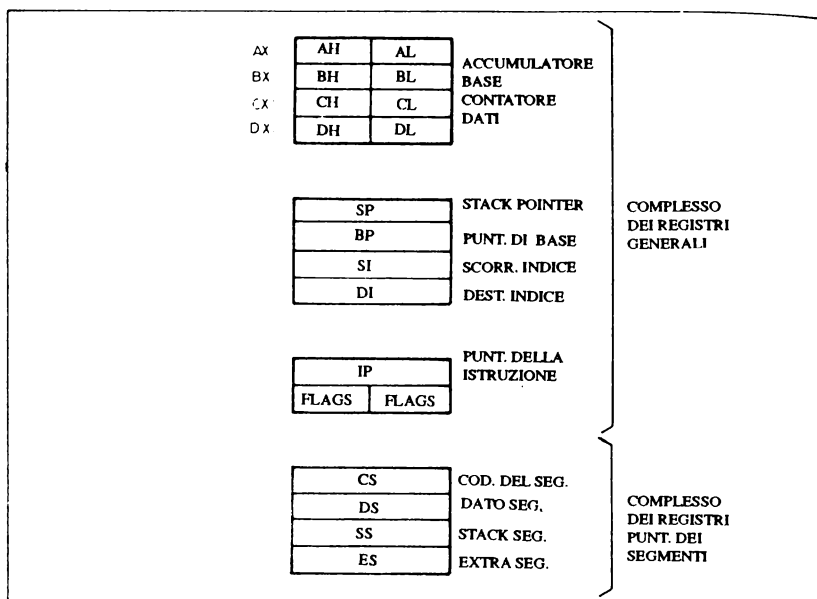 AX AH AL ACCUMULATORE
BX BH BL BASE
CX CH CL CONTATORE
DX DH DL DATI
SP STACK POINTER
BP PUNT. DI BASE
SI SCORR. INDICE
DI DEST. INDICE
COMPLESSO
DEI REGISTRI
GENERALI
IP PUNT. DELLA
ISTRUZIONE
FLAGS FLAGS
CS COD. DEL SEG.
DS DATO SEG.
SS STACK SEG.
ES EXTRA SEG.
COMPLESSO
DEI REGISTRI
PUNT. DEI
SEGMENTI